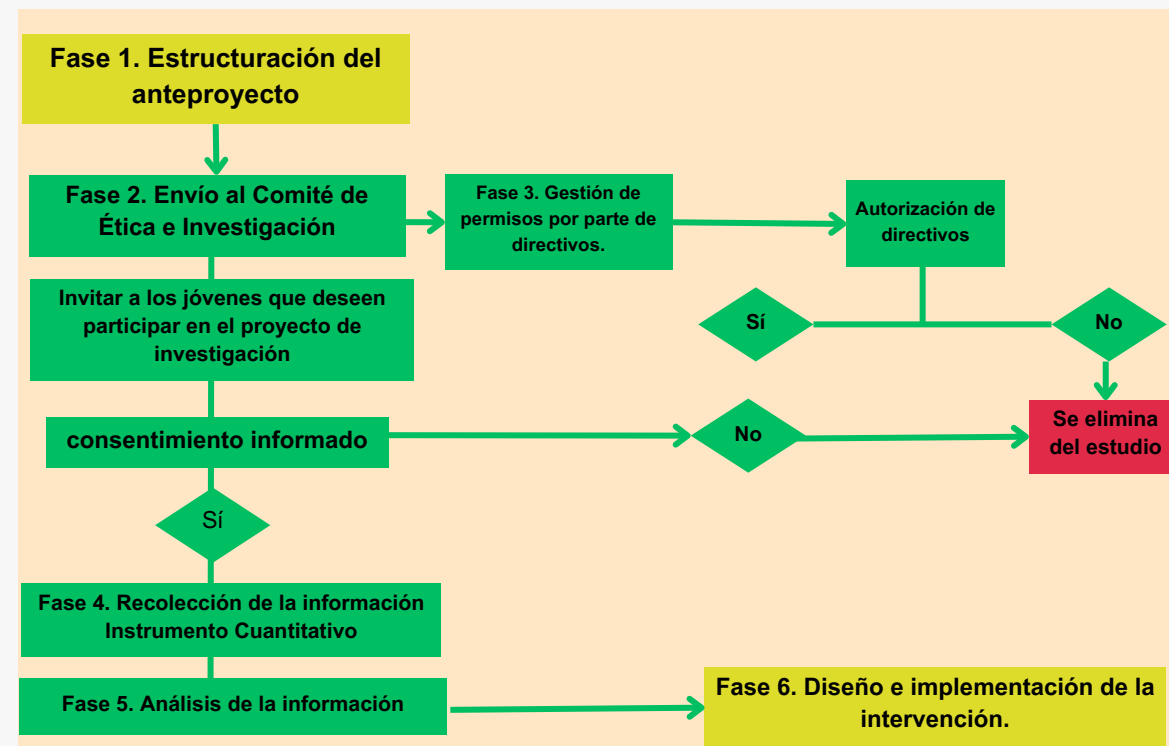 Fase 1. Estructuración del
anteproyecto
Fase 2. Envío al Comité de
Ética e Investigación
Fase 3. Gestión de
permisos por parte de
directivos.
Autorización de
directivos
Invitar a los jóvenes que deseen
participar en el proyecto de
investigación
Sí
No
consentimiento informado
No
Se elimina
del estudio
Sí
Fase 4. Recolección de la información
Instrumento Cuantitativo
Fase 5. Análisis de la información
Fase 6. Diseño e implementación de la
intervención.